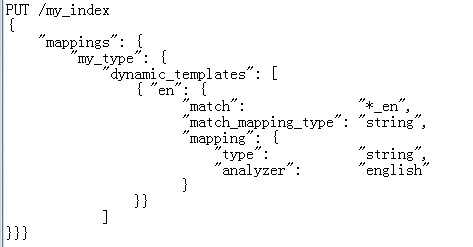 PUT /my_index
{
    "mappings": {
        "my_type": {
            "dynamic_templates": [
                { "en": {
                      "match":              "*_en",
                      "match_mapping_type": "string",
                      "mapping": {
                          "type":           "string",
                          "analyzer":       "english"
                      }
                }}
            ]
}}}